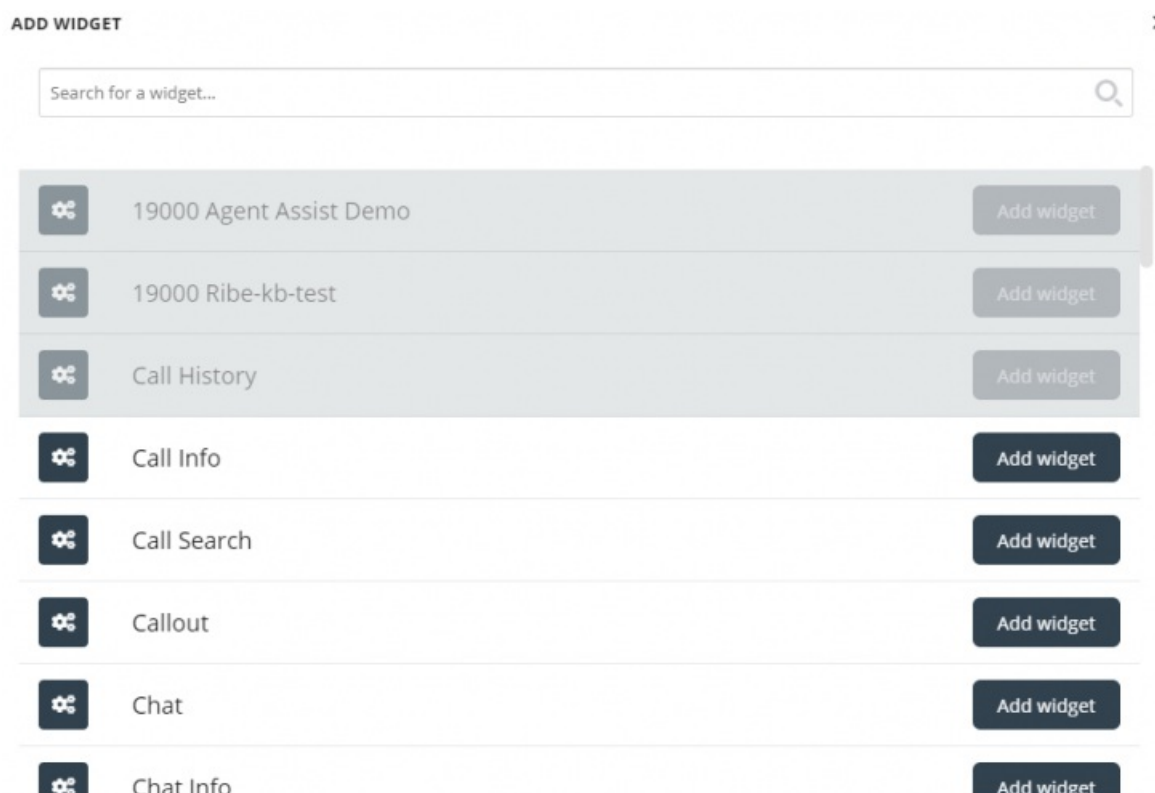 ADD WIDGET
Search for a widget...
19000 Agent Assist Demo Add widget
19000 Ribe-kb-test Add widget
Call History Add widget
Call Info Add widget
Call Search Add widget
Callout Add widget
Chat Add widget
Chat Info Add widget